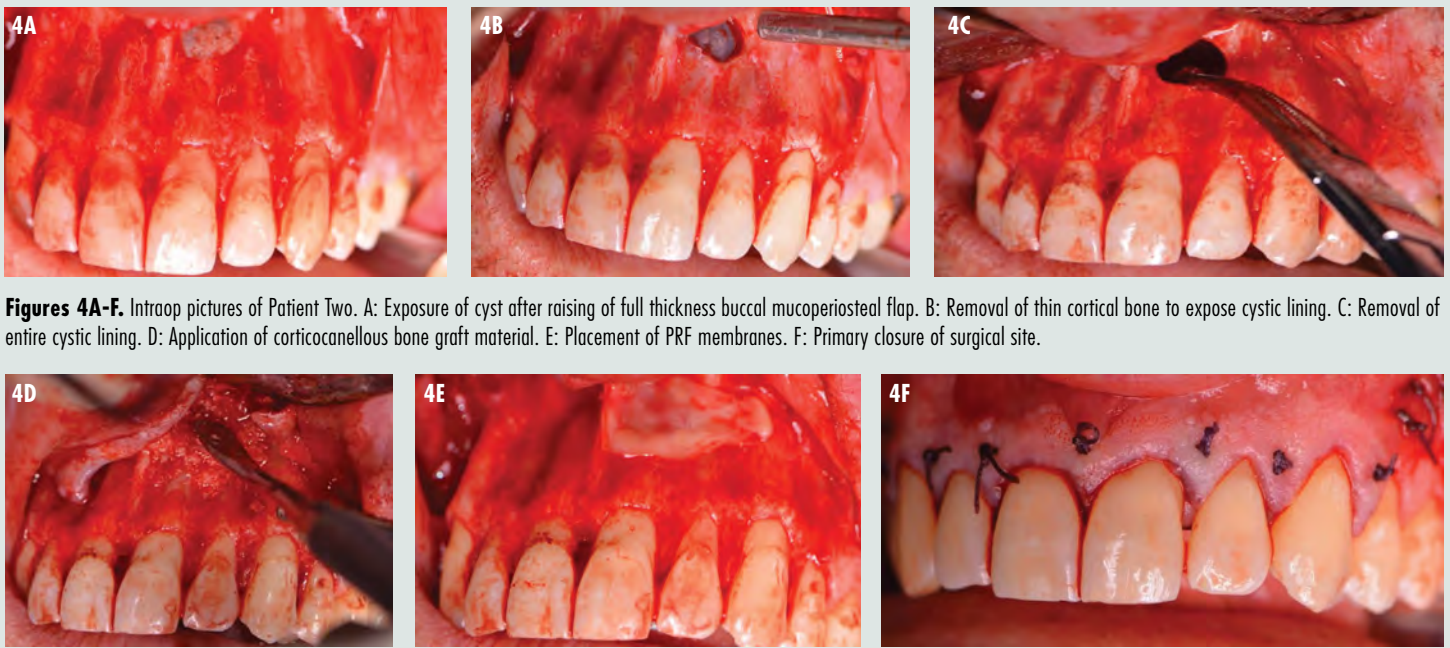 4A
4B
4C
Figures 4A-F. Intraop pictures of Patient Two. A: Exposure of cyst after raising of full thickness buccal mucoperiosteal flap. B: Removal of thin cortical bone to expose cystic lining. C: Removal of
entire cystic lining. D: Application of corticocanellous bone graft material. E: Placement of PRF membranes. F: Primary closure of surgical site.
4D
4E
4F